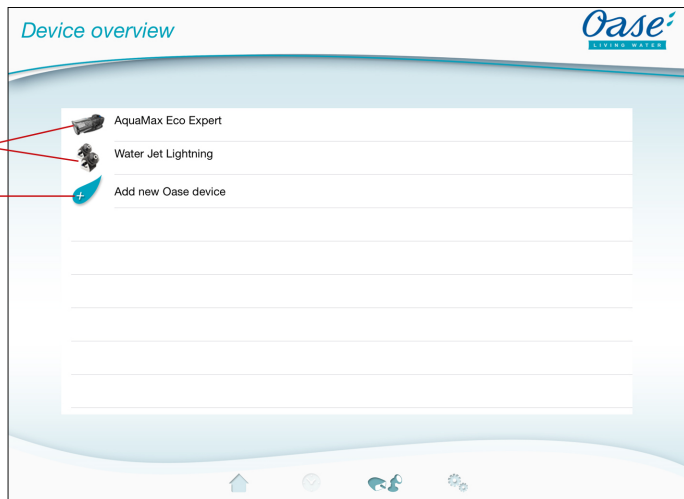 Device overview
Oase
LIVING WATER
AquaMax Eco Expert
Water Jet Lightning
+
Add new Oase device